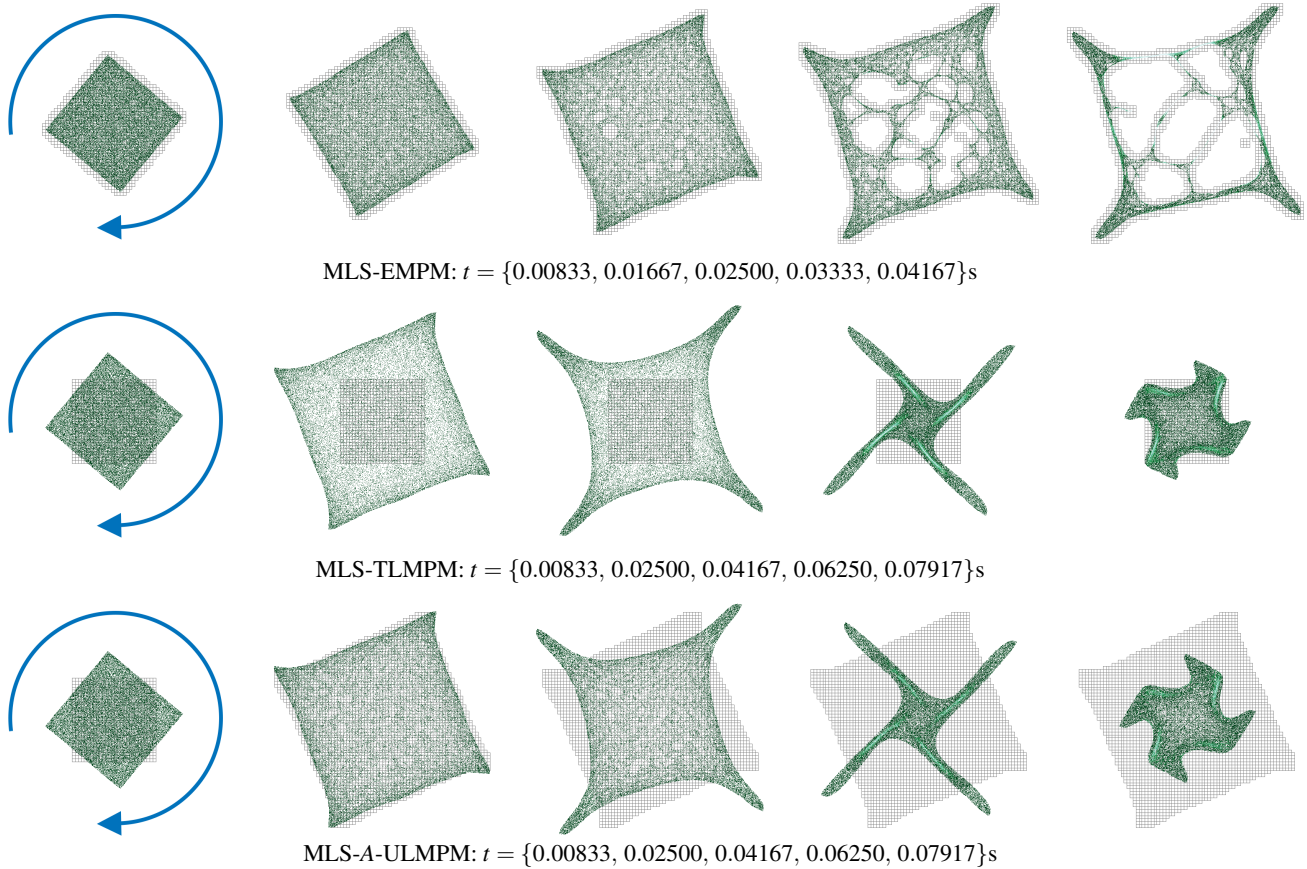 MLS-EMPM: t = {0.00833, 0.01667, 0.02500, 0.03333, 0.04167}s
MLS-TLMPM: t = {0.00833, 0.02500, 0.04167, 0.06250, 0.07917}s
MLS-A-ULMPM: t = {0.00833, 0.02500, 0.04167, 0.06250, 0.07917}s